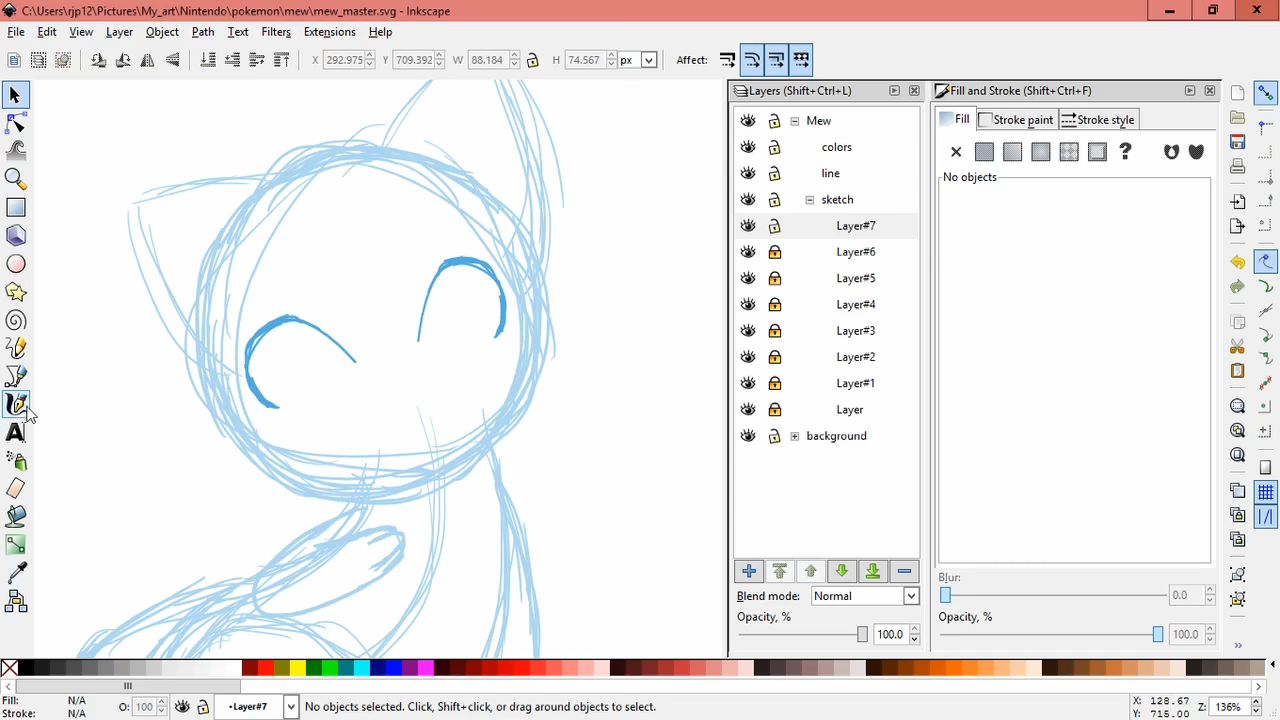 C:\Users\rjp12\Pictures\My_art\Nintendo\pokemon\mew\mew_master.svg - Inkscape
File Edit View Layer Object Path Filters Text Extensions Help
X 292.975 Y 709.392 W 88.184 H 74.567 px Affect:
Layers (Shift+Ctrl+L)
Mew
colors
line
sketch
Layer#7
Layer#6
Layer#5
Layer#4
Layer#3
Layer#2
Layer#1
Layer
background
Blend mode: Normal
Opacity, %
100.0
Fill and Stroke (Shift+Ctrl+F)
Fill Stroke paint Stroke style
?
No objects
Blur:
0.0
Opacity, %
100.0
Fill: N/A
Stroke: N/A
O: 100
•Layer#7
No objects selected. Click, Shift+click, or drag around objects to select.
X: 128.67
Y: 715.00
Z: 136%